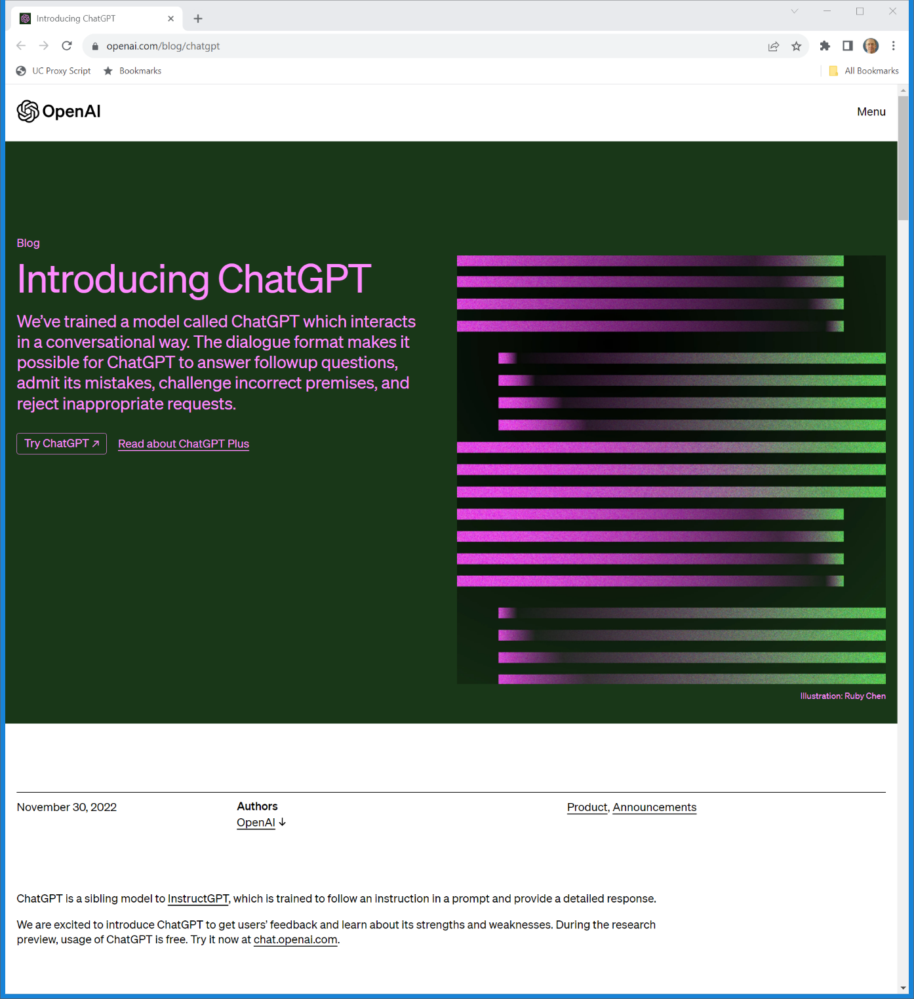 Introducing ChatGPT
openai.com/blog/chatgpt
UC Proxy Script
Bookmarks
All Bookmarks
OpenAI
Menu
Blog
Introducing ChatGPT
We’ve trained a model called ChatGPT which interacts
in a conversational way. The dialogue format makes it
possible for ChatGPT to answer followup questions,
admit its mistakes, challenge incorrect premises, and
reject inappropriate requests.
Try ChatGPT ↗
Read about ChatGPT Plus
Illustration: Ruby Chen
November 30, 2022
Authors
OpenAI ↓
Product, Announcements
ChatGPT is a sibling model to InstructGPT, which is trained to follow an instruction in a prompt and provide a detailed response.
We are excited to introduce ChatGPT to get users’ feedback and learn about its strengths and weaknesses. During the research
preview, usage of ChatGPT is free. Try it now at chat.openai.com.